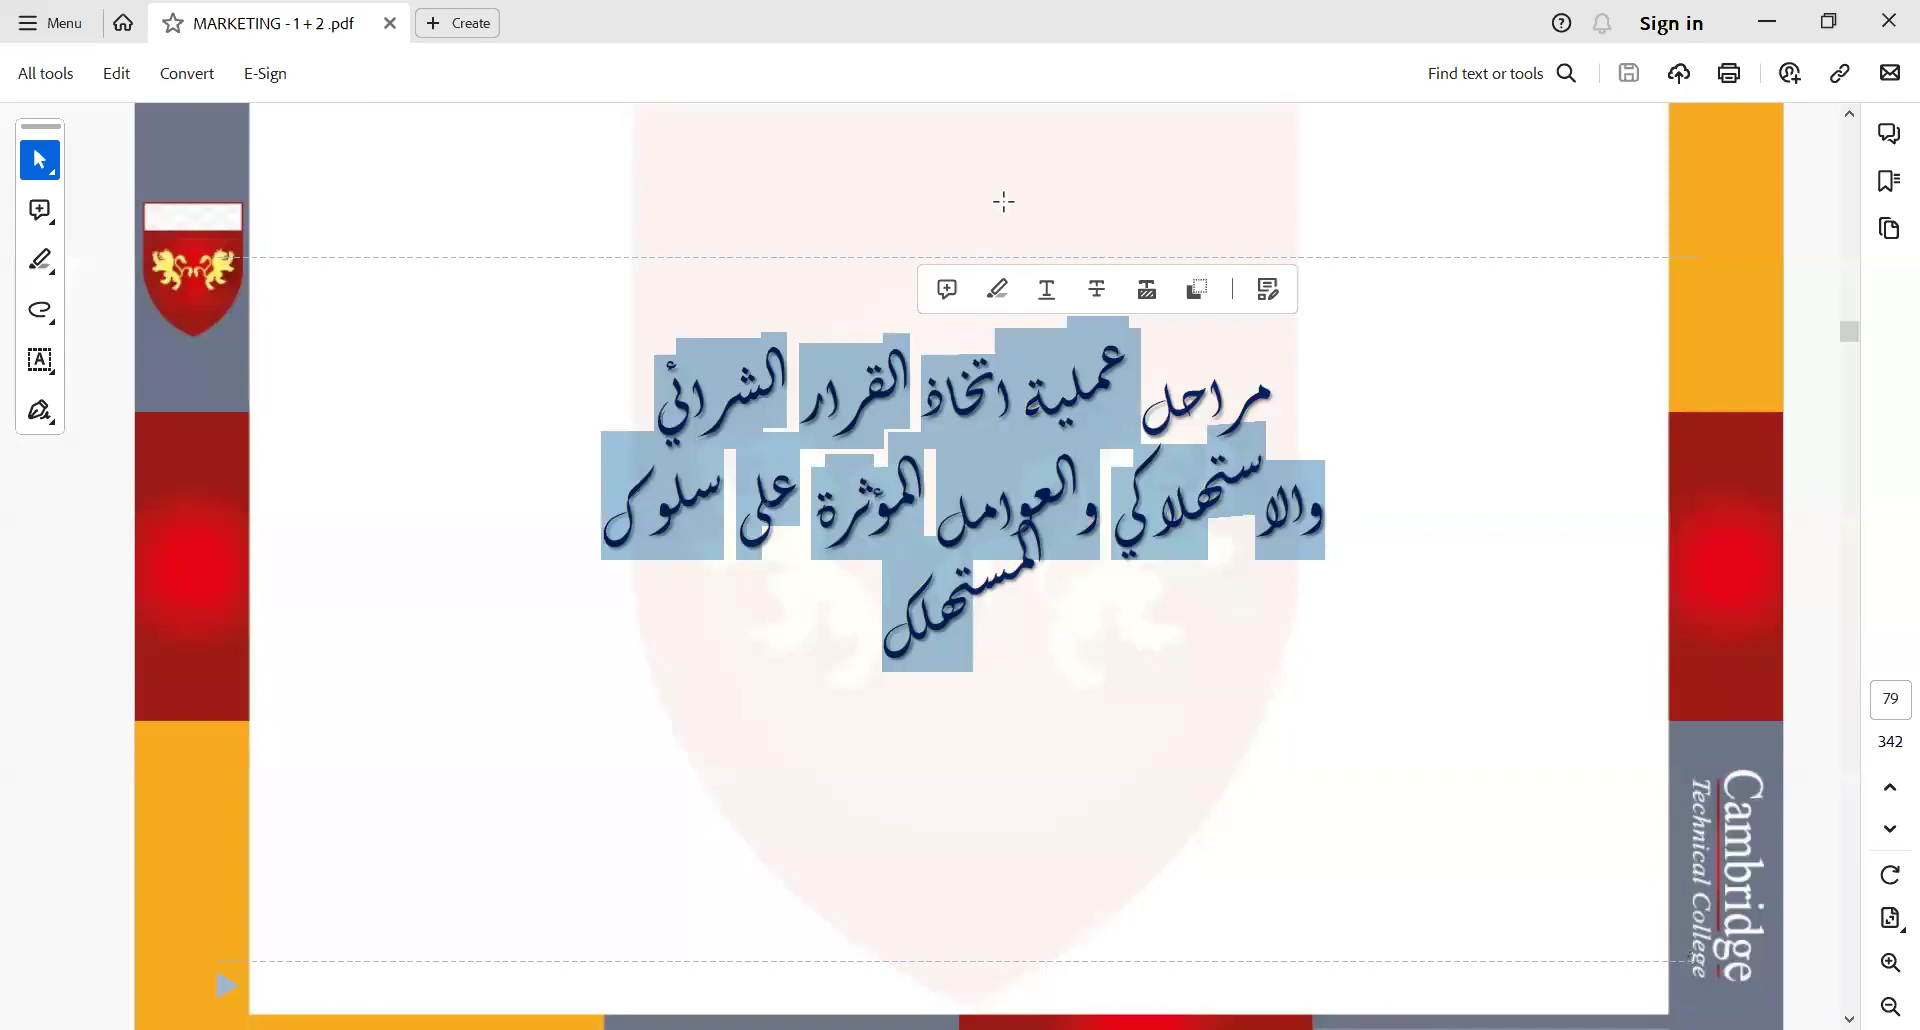 Menu
MARKETING - 1 + 2 .pdf
Create
Sign in
All tools
Edit
Convert
E-Sign
Find text or tools
مراحل عملية اتخاذ القرار الشرائي
والاستهلاكي والعوامل المؤثرة على سلوك
المستهلك
79
342
Cambridge
Technical College